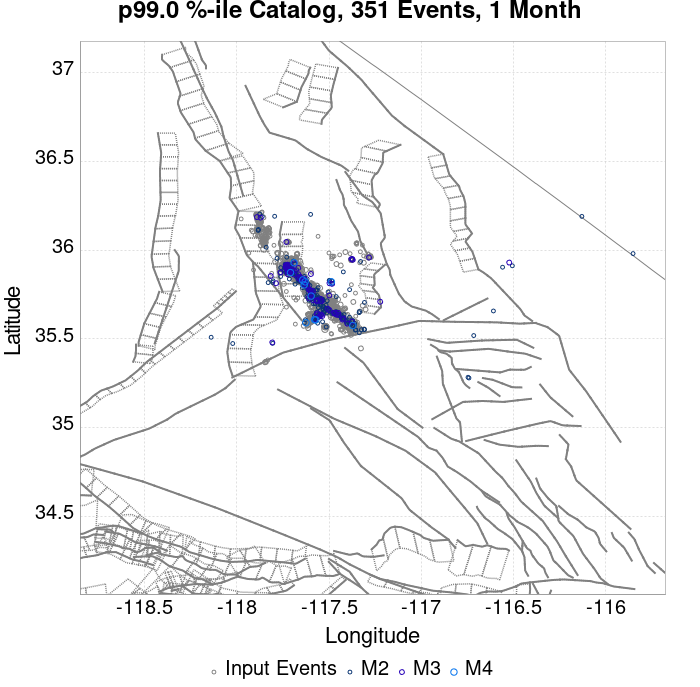 p99.0 %-ile Catalog, 351 Events, 1 Month
37
36.5
36
35.5
35
34.5
Latitude
-118.5 -118 -117.5 -117 -116.5 -116
Longitude
Input Events M2 M3 M4